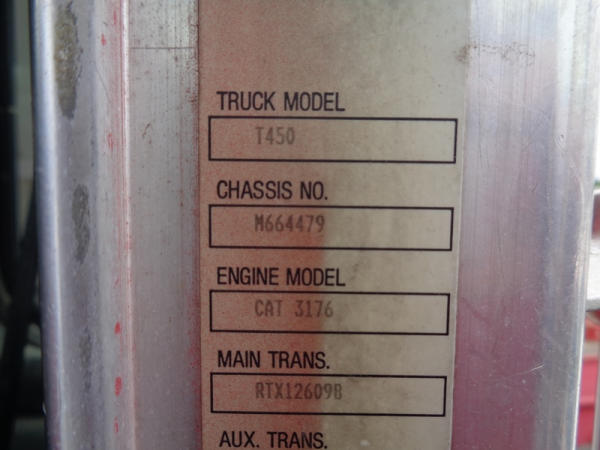 TRUCK MODEL
T450
CHASSIS NO.
M664479
ENGINE MODEL
CAT 3176
MAIN TRANS.
RTX12609B
AUX. TRANS.